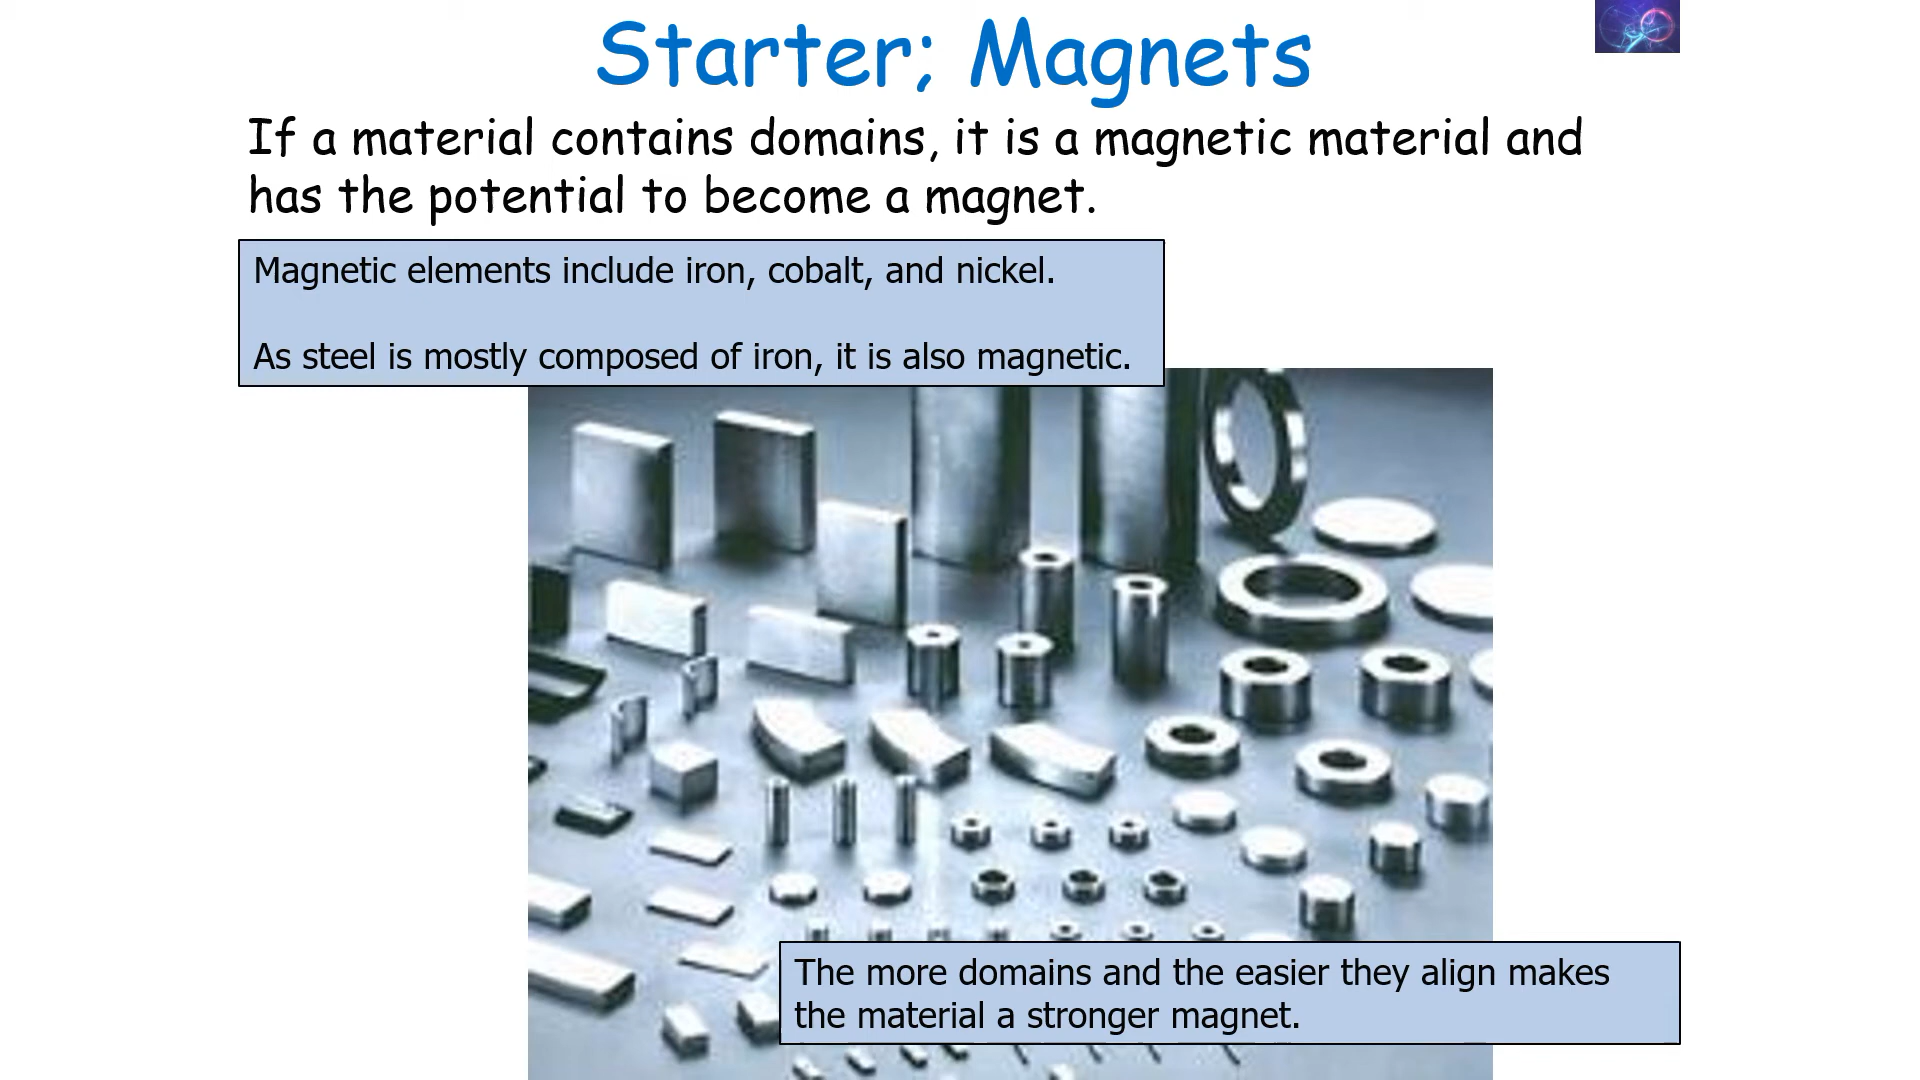 Starter; Magnets
If a material contains domains, it is a magnetic material and
has the potential to become a magnet.
Magnetic elements include iron, cobalt, and nickel.
As steel is mostly composed of iron, it is also magnetic.
The more domains and the easier they align makes
the material a stronger magnet.